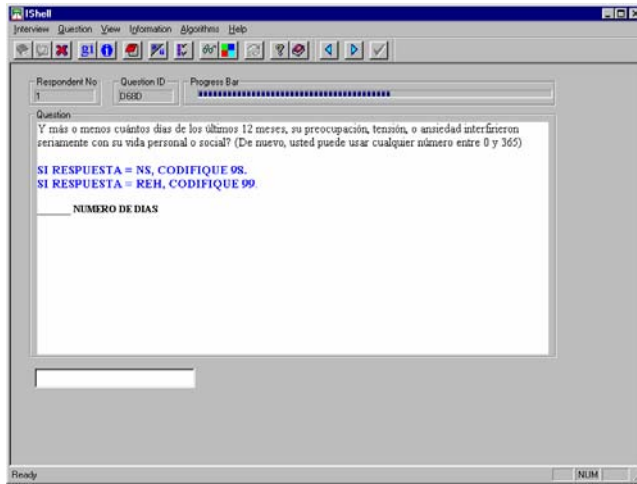 IShell
Interview Question View Information Algorithms Help
Respondent No
1
Question ID
D68D
Progress Bar
Question
Y más o menos cuántos días de los últimos 12 meses, su preocupación, tensión, o ansiedad interfirieron
seriamente con su vida personal o social? (De nuevo, usted puede usar cualquier número entre 0 y 365)
SI RESPUESTA = NS, CODIFIQUE 98.
SI RESPUESTA = REH, CODIFIQUE 99.
______ NUMERO DE DIAS
Ready
NUM